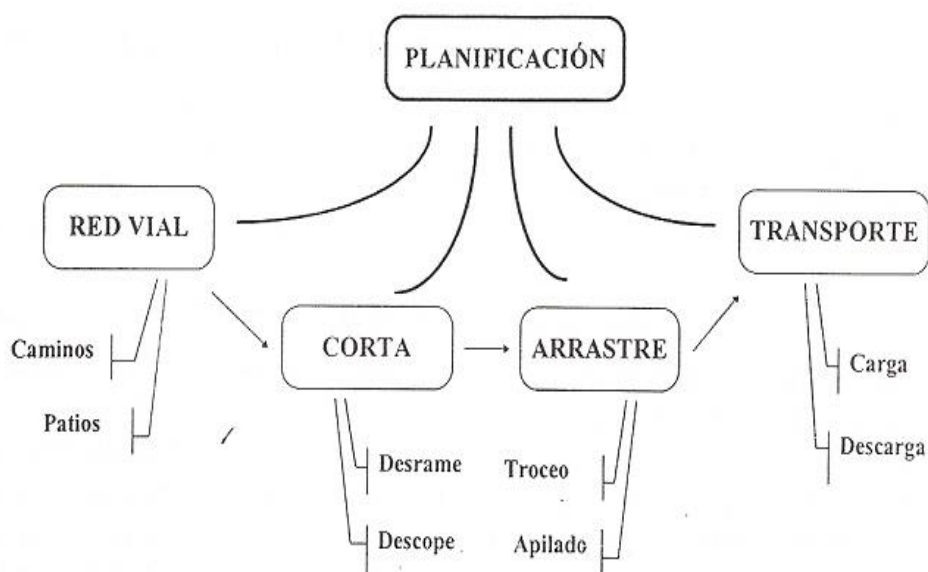 PLANIFICACIÓN
RED VIAL
TRANSPORTE
CORTA
ARRASTRE
Caminos
Carga
Patios
Descarga
Desrame
Troceo
Descope
Apilado